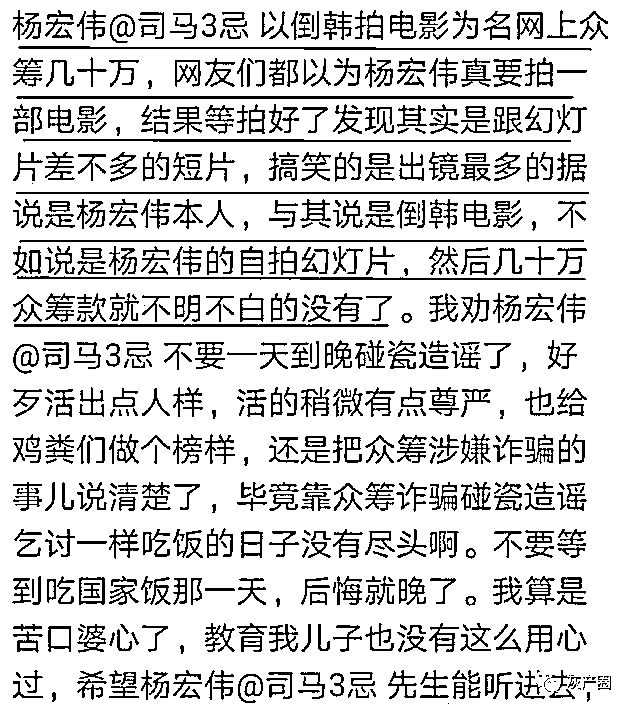 杨宏伟@司马3忌 以倒韩拍电影为名网上众
筹几十万，网友们都以为杨宏伟真要拍一
部电影，结果等拍好了发现其实是跟幻灯
片差不多的短片，搞笑的是出镜最多的据
说是杨宏伟本人，与其说是倒韩电影，不
如说是杨宏伟的自拍幻灯片，然后几十万
众筹款就不明不白的没有了。我劝杨宏伟
@司马3忌 不要一天到晚碰瓷造谣了，好
歹活出点人样，活的稍微有点尊严，也给
鸡粪们做个榜样，还是把众筹涉嫌诈骗的
事儿说清楚了，毕竟靠众筹诈骗碰瓷造谣
乞讨一样吃饭的日子没有尽头啊。不要等
到吃国家饭那一天，后悔就晚了。我算是
苦口婆心了，教育我儿子也没有这么用心
过，希望杨宏伟@司马3忌 先生能听进去，
灰产圈